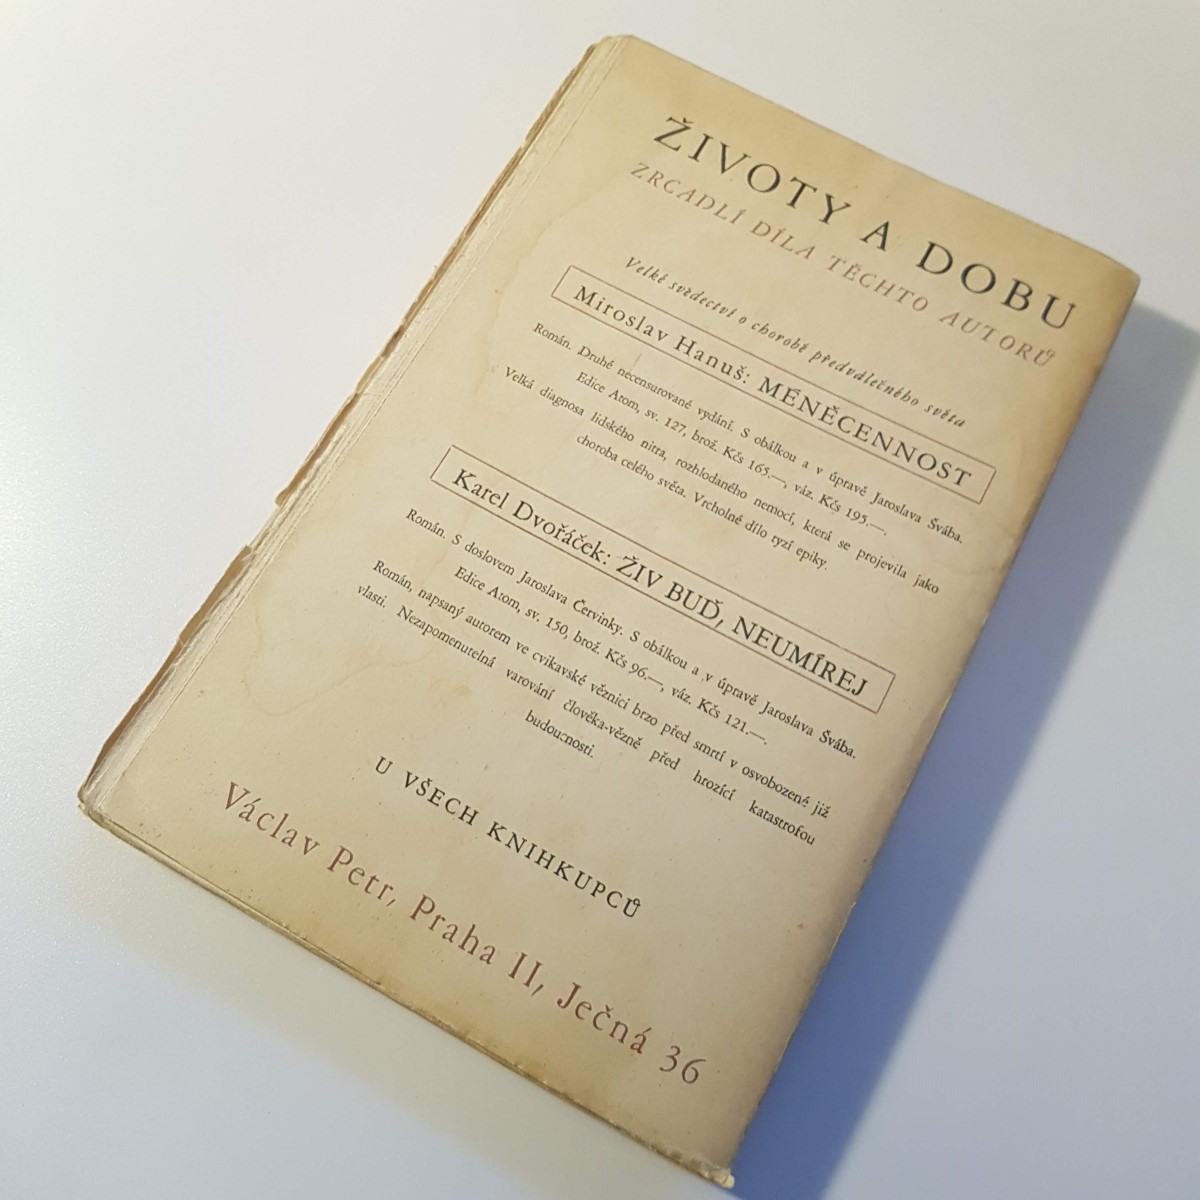 ŽIVOTY A DOBU
ZRCADLÍ DÍLA TĚCHTO AUTORŮ
Velké svědectví o chorobě předválečného světa
Miroslav Hanuš: MÉNĚCENNOST
Román. Druhé necensurované vydání. S obálkou a v úpravě Jaroslava Švába.
Edice Atom, sv. 127, brož. Kčs 165.—, váz. Kčs 195.—.
Velká diagnosa lidského nitra, rozhlodaného nemocí, která se projevila jako
choroba celého světa. Vrcholné dílo ryzí epiky.
Karel Dvořáček: ŽIV BUĎ, NEUMÍREJ
Román. S doslovem Jaroslava Červinky. S obálkou a v úpravě Jaroslava Švába.
Edice Atom, sv. 150, brož. Kčs 96.—, váz. Kčs 121.—.
Román, napsaný autorem ve cvikavské věznici brzo před smrtí v osvobozené již
vlasti. Nezapomenutelná varování člověka-vězně před hrozící katastrofou
budoucnosti.
U VŠECH KNIHKUPCŮ
Václav Petr, Praha II, Ječná 36